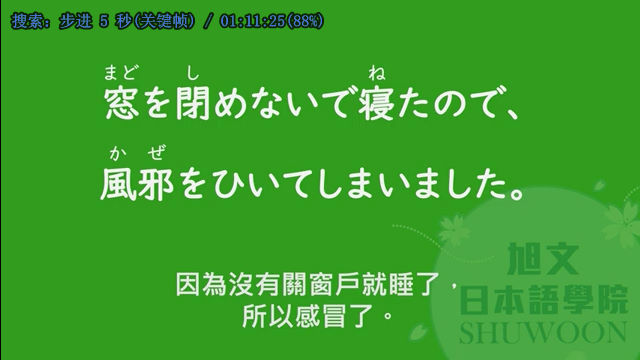 搜索: 步进 5 秒(关键帧) / 01:11:25(88%)
まど し ね
窓を閉めないで寝たので、
か ぜ
風邪をひいてしまいました。
因為沒有關窗戶就睡了，
所以感冒了。
旭文
日本語學院
SHUWOON